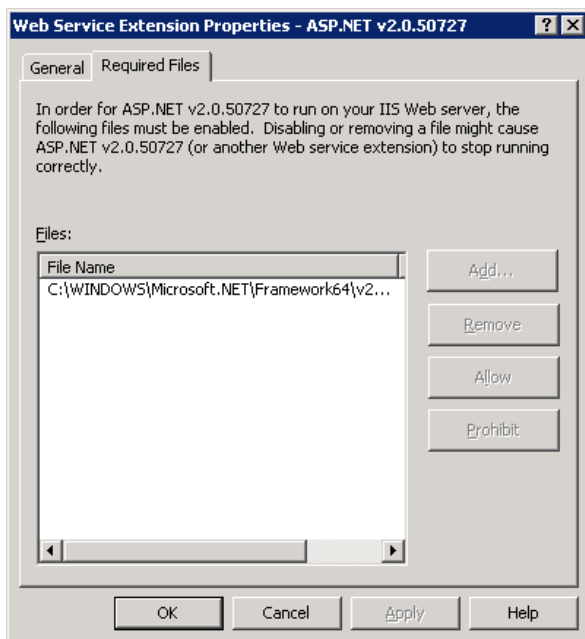 Web Service Extension Properties - ASP.NET v2.0.50727
General
Required Files
In order for ASP.NET v2.0.50727 to run on your IIS Web server, the
following files must be enabled. Disabling or removing a file might cause
ASP.NET v2.0.50727 (or another Web service extension) to stop running
correctly.
Files:
File Name
C:\WINDOWS\Microsoft.NET\Framework64\v2...
Add...
Remove
Allow
Prohibit
OK
Cancel
Apply
Help